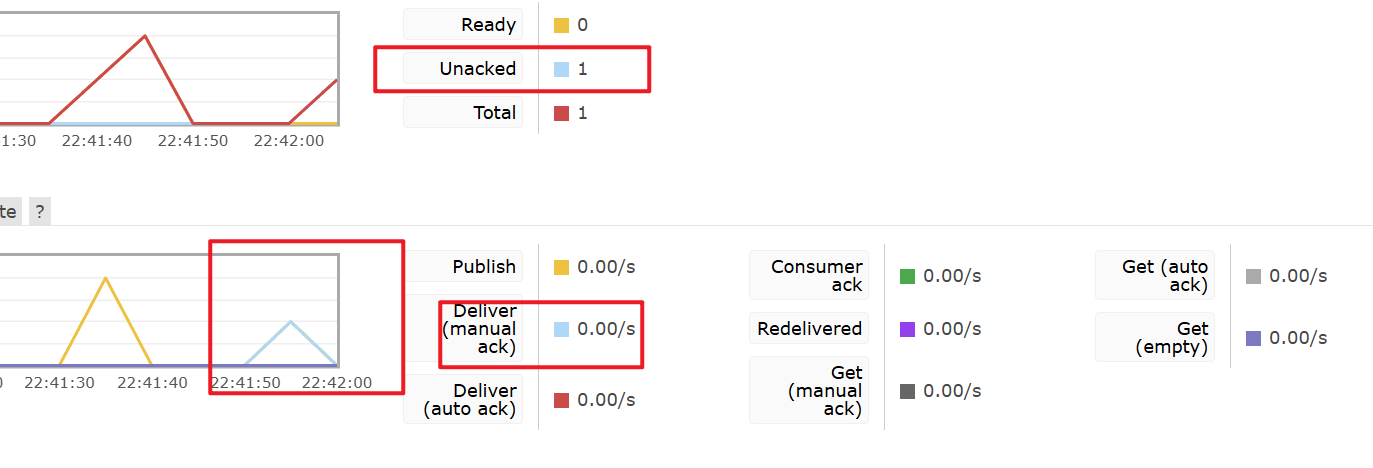 Ready 0
Unacked 1
Total 1
1:30 22:41:40 22:41:50 22:42:00
te ?
Publish 0.00/s
Deliver
(manual
ack) 0.00/s
Deliver
(auto ack) 0.00/s
Consumer
ack 0.00/s
Redelivered 0.00/s
Get
(manual
ack) 0.00/s
Get (auto
ack) 0.00/s
Get
(empty) 0.00/s
0 22:41:30 22:41:40 22:41:50 22:42:00